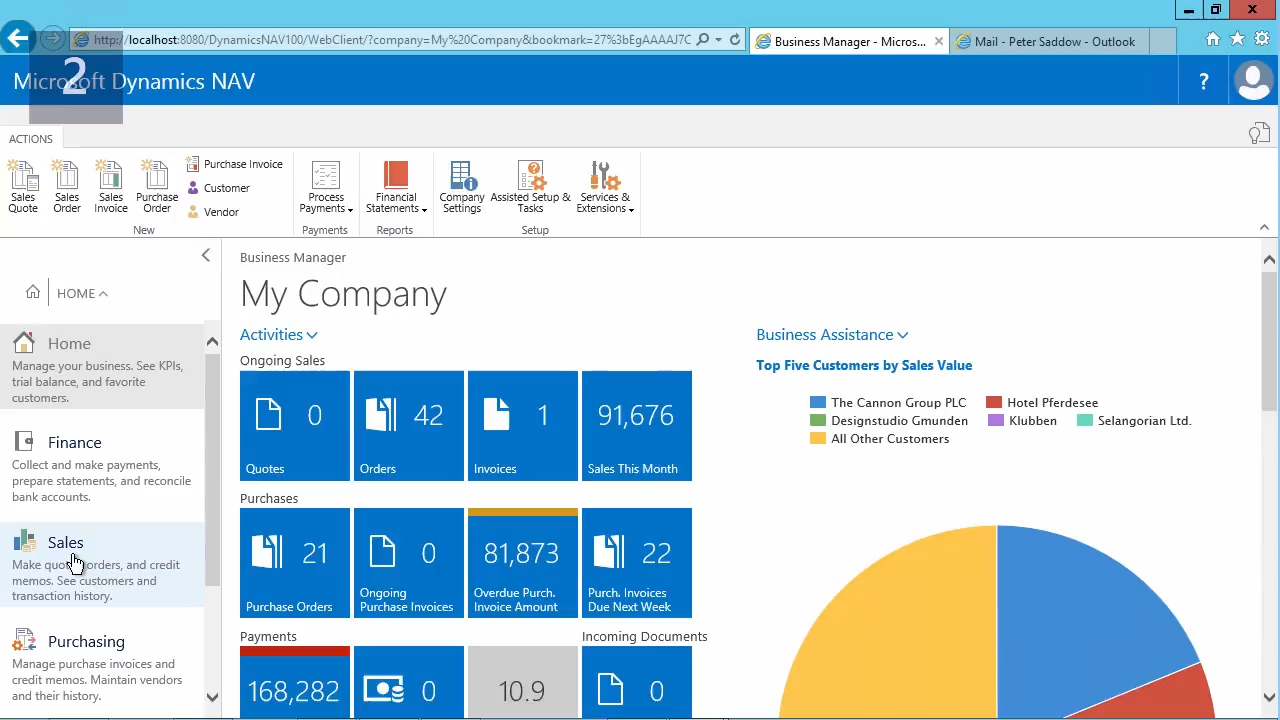 http://localhost:8080/DynamicsNAV100/WebClient/?company=My%20Company&bookmark=27%3bEgAAAAJ7C
Business Manager - Micros...
Mail - Peter Saddow - Outlook
2
Microsoft Dynamics NAV
?
ACTIONS
Sales Quote
Sales Order
Sales Invoice
Purchase Order
Purchase Invoice
Customer
Vendor
New
Process Payments
Payments
Financial Statements
Reports
Company Settings
Assisted Setup & Tasks
Services & Extensions
Setup
HOME
Home
Manage your business. See KPIs,
trial balance, and favorite
customers.
Finance
Collect and make payments,
prepare statements, and reconcile
bank accounts.
Sales
Make orders, and credit
memos. See customers and
transaction history.
Purchasing
Manage purchase invoices and
credit memos. Maintain vendors
and their history.
Business Manager
My Company
Activities
Ongoing Sales
0
Quotes
42
Orders
1
Invoices
91,676
Sales This Month
Purchases
21
Purchase Orders
0
Ongoing
Purchase Invoices
81,873
Overdue Purch.
Invoice Amount
22
Purch. Invoices
Due Next Week
Payments
Incoming Documents
168,282
0
10.9
0
Business Assistance
Top Five Customers by Sales Value
The Cannon Group PLC
Hotel Pferdesee
Designstudio Gmunden
Klubben
Selangorian Ltd.
All Other Customers